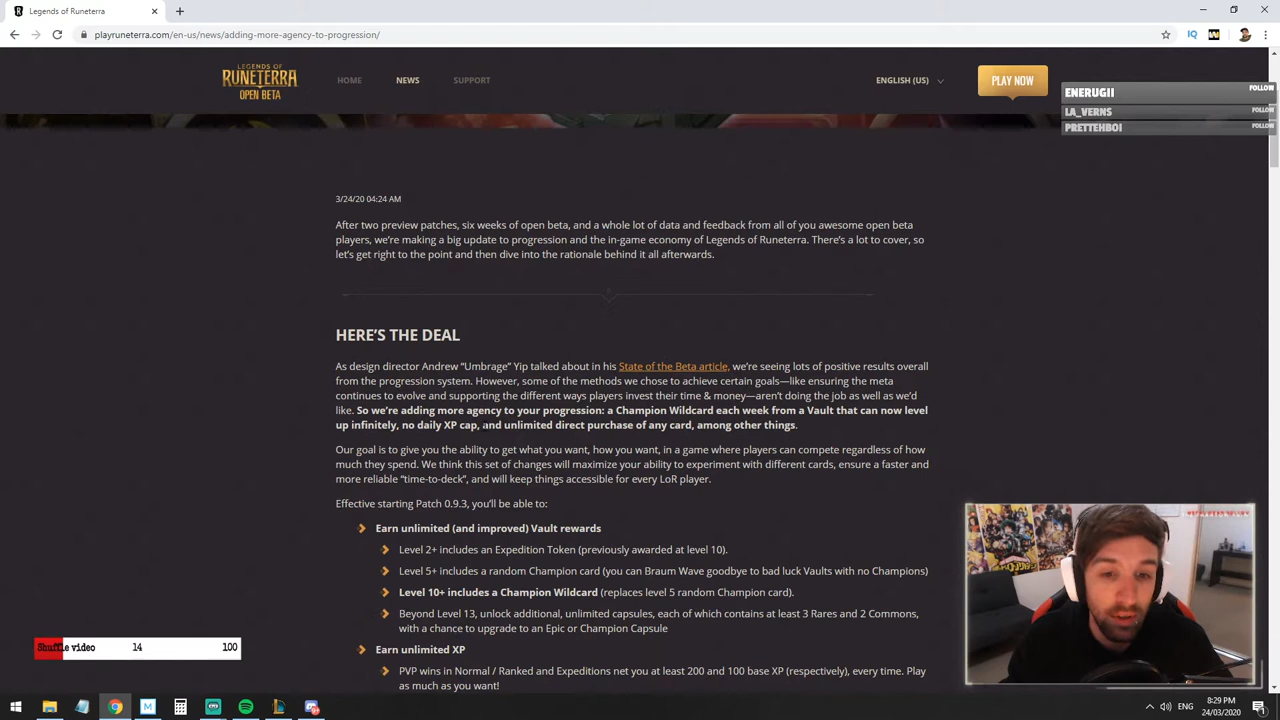 Legends of Runeterra
playruneterra.com/en-us/news/adding-more-agency-to-progression/
LEGENDS OF
RUNETERRA
OPEN BETA
HOME
NEWS
SUPPORT
ENGLISH (US)
PLAY NOW
ENERUGII
FOLLOW
LA_VERNS
FOLLOW
PRETTEHBOI
FOLLOW
3/24/20 04:24 AM
After two preview patches, six weeks of open beta, and a whole lot of data and feedback from all of you awesome open beta
players, we're making a big update to progression and the in-game economy of Legends of Runeterra. There's a lot to cover, so
let's get right to the point and then dive into the rationale behind it all afterwards.
HERE'S THE DEAL
As design director Andrew “Umbrage” Yip talked about in his State of the Beta article, we're seeing lots of positive results overall
from the progression system. However, some of the methods we chose to achieve certain goals—like ensuring the meta
continues to evolve and supporting the different ways players invest their time & money—aren't doing the job as well as we'd
like. So we're adding more agency to your progression: a Champion Wildcard each week from a Vault that can now level
up infinitely, no daily XP cap, and unlimited direct purchase of any card, among other things.
Our goal is to give you the ability to get what you want, how you want, in a game where players can compete regardless of how
much they spend. We think this set of changes will maximize your ability to experiment with different cards, ensure a faster and
more reliable “time-to-deck”, and will keep things accessible for every LoR player.
Effective starting Patch 0.9.3, you'll be able to:
Earn unlimited (and improved) Vault rewards
Level 2+ includes an Expedition Token (previously awarded at level 10).
Level 5+ includes a random Champion card (you can Braum Wave goodbye to bad luck Vaults with no Champions)
Level 10+ includes a Champion Wildcard (replaces level 5 random Champion card).
Beyond Level 13, unlock additional, unlimited capsules, each of which contains at least 3 Rares and 2 Commons,
with a chance to upgrade to an Epic or Champion Capsule
Earn unlimited XP
PVP wins in Normal / Ranked and Expeditions net you at least 200 and 100 base XP (respectively), every time. Play
as much as you want!
Shuffle video 14 100
ENG
8:29 PM
24/03/2020